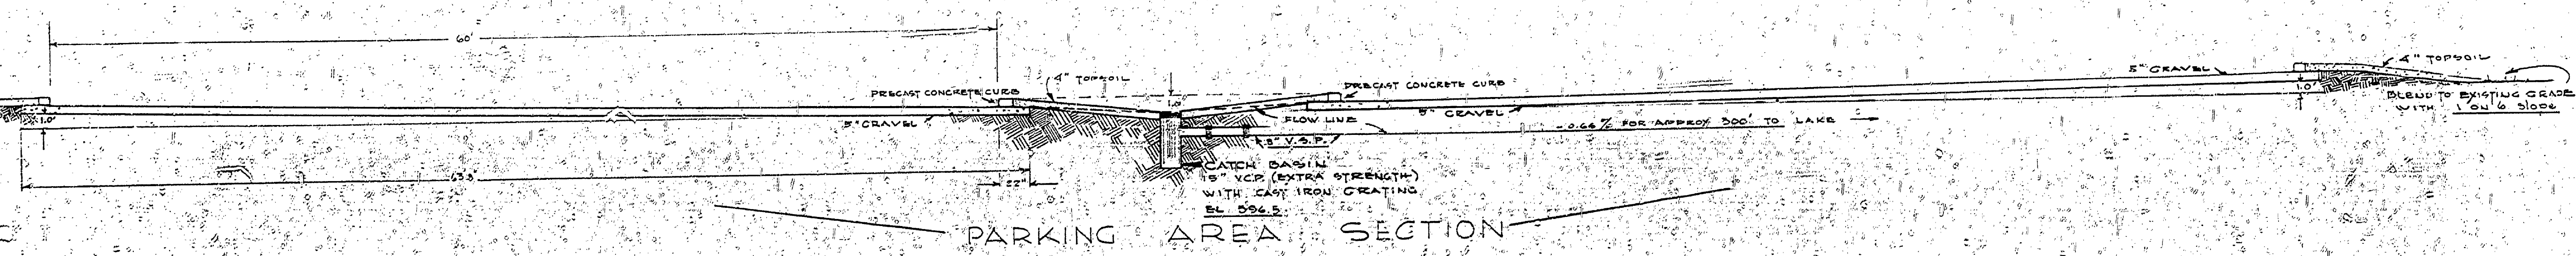 60'
4" TOPSOIL
PRECAST CONCRETE CURB
1.0'
PRECAST CONCRETE CURB
5" GRAVEL
4" TOPSOIL
1.0'
1.0'
5" GRAVEL
FLOW LINE
5" GRAVEL
BLEND TO EXISTING GRADE
WITH 1 ON 6 SLOPE
-0.66% FOR APPROX 300' TO LAKE
8" V.S.P.
CATCH BASIN
15" V.C.P. (EXTRA STRENGTH)
WITH CAST IRON GRATING
EL 596.5
22"
PARKING AREA SECTION